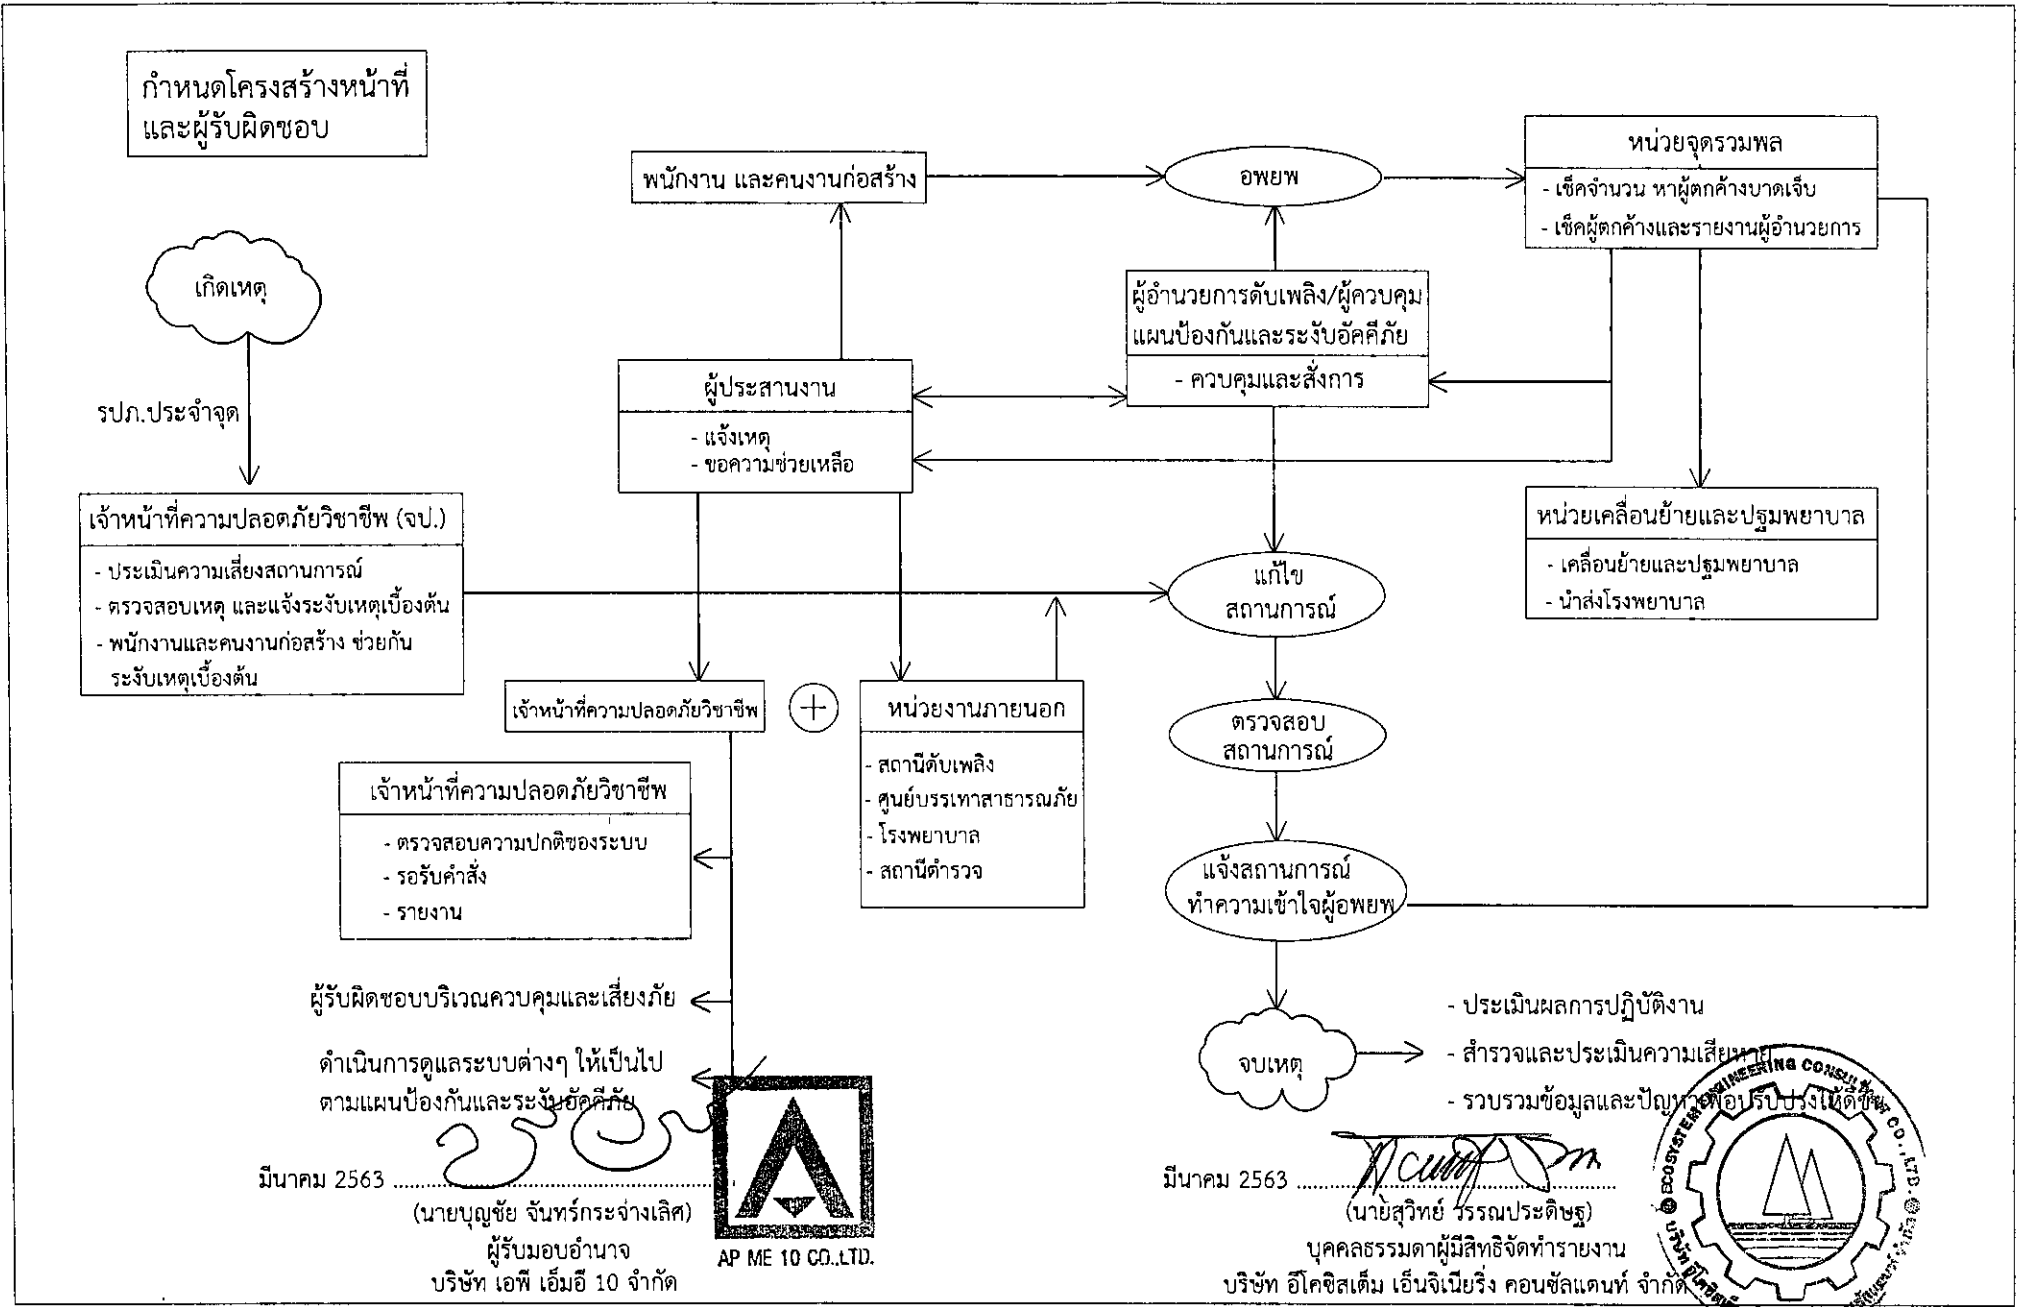 กำหนดโครงสร้างหน้าที่
และผู้รับผิดชอบ
พนักงาน และคนงานก่อสร้าง
อพยพ
หน่วยจุดรวมพล
- เช็คจำนวน หาผู้ตกค้างบาดเจ็บ
- เช็คผู้ตกค้างและรายงานผู้อำนวยการ
เกิดเหตุ
รปภ.ประจำจุด
ผู้อำนวยการดับเพลิง/ผู้ควบคุม
แผนป้องกันและระงับอัคคีภัย
- ควบคุมและสั่งการ
ผู้ประสานงาน
- แจ้งเหตุ
- ขอความช่วยเหลือ
เจ้าหน้าที่ความปลอดภัยวิชาชีพ (จป.)
- ประเมินความเสี่ยงสถานการณ์
- ตรวจสอบเหตุ และแจ้งระงับเหตุเบื้องต้น
- พนักงานและคนงานก่อสร้าง ช่วยกัน
ระงับเหตุเบื้องต้น
หน่วยเคลื่อนย้ายและปฐมพยาบาล
- เคลื่อนย้ายและปฐมพยาบาล
- นำส่งโรงพยาบาล
แก้ไข
สถานการณ์
เจ้าหน้าที่ความปลอดภัยวิชาชีพ
+
หน่วยงานภายนอก
- สถานีดับเพลิง
- ศูนย์บรรเทาสาธารณภัย
- โรงพยาบาล
- สถานีตำรวจ
ตรวจสอบ
สถานการณ์
เจ้าหน้าที่ความปลอดภัยวิชาชีพ
- ตรวจสอบความปกติของระบบ
- รอรับคำสั่ง
- รายงาน
แจ้งสถานการณ์
ทำความเข้าใจผู้อพยพ
ผู้รับผิดชอบบริเวณควบคุมและเสี่ยงภัย
ดำเนินการดูแลระบบต่างๆ ให้เป็นไป
ตามแผนป้องกันและระงับอัคคีภัย
จบเหตุ
- ประเมินผลการปฏิบัติงาน
- สำรวจและประเมินความเสียหาย
- รวบรวมข้อมูลและปัญหาเพื่อปรับปรุงให้ดีขึ้น
มีนาคม 2563
(นายบุญชัย จันทร์กระจ่างเลิศ)
ผู้รับมอบอำนาจ
บริษัท เอพี เอ็มอี 10 จำกัด
AP ME 10 CO.,LTD.
มีนาคม 2563
(นายสุวิทย์ วรรณประดิษฐ)
บุคคลธรรมดาผู้มีสิทธิจัดทำรายงาน
บริษัท อีโคซิสเต็ม เอ็นจิเนียริ่ง คอนซัลแตนท์ จำกัด
ECOSYSTEM ENGINEERING CONSULTANT CO., LTD.